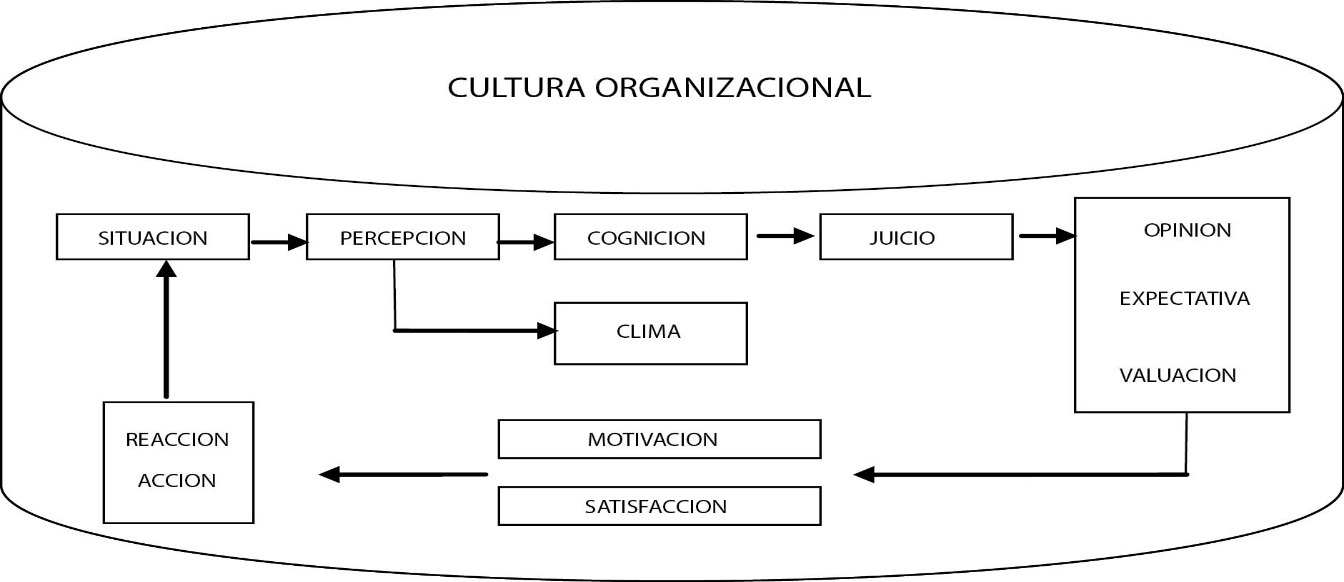 CULTURA ORGANIZACIONAL
SITUACION
PERCEPCION
COGNICION
JUICIO
OPINION
EXPECTATIVA
VALUACION
CLIMA
REACCION
ACCION
MOTIVACION
SATISFACCION